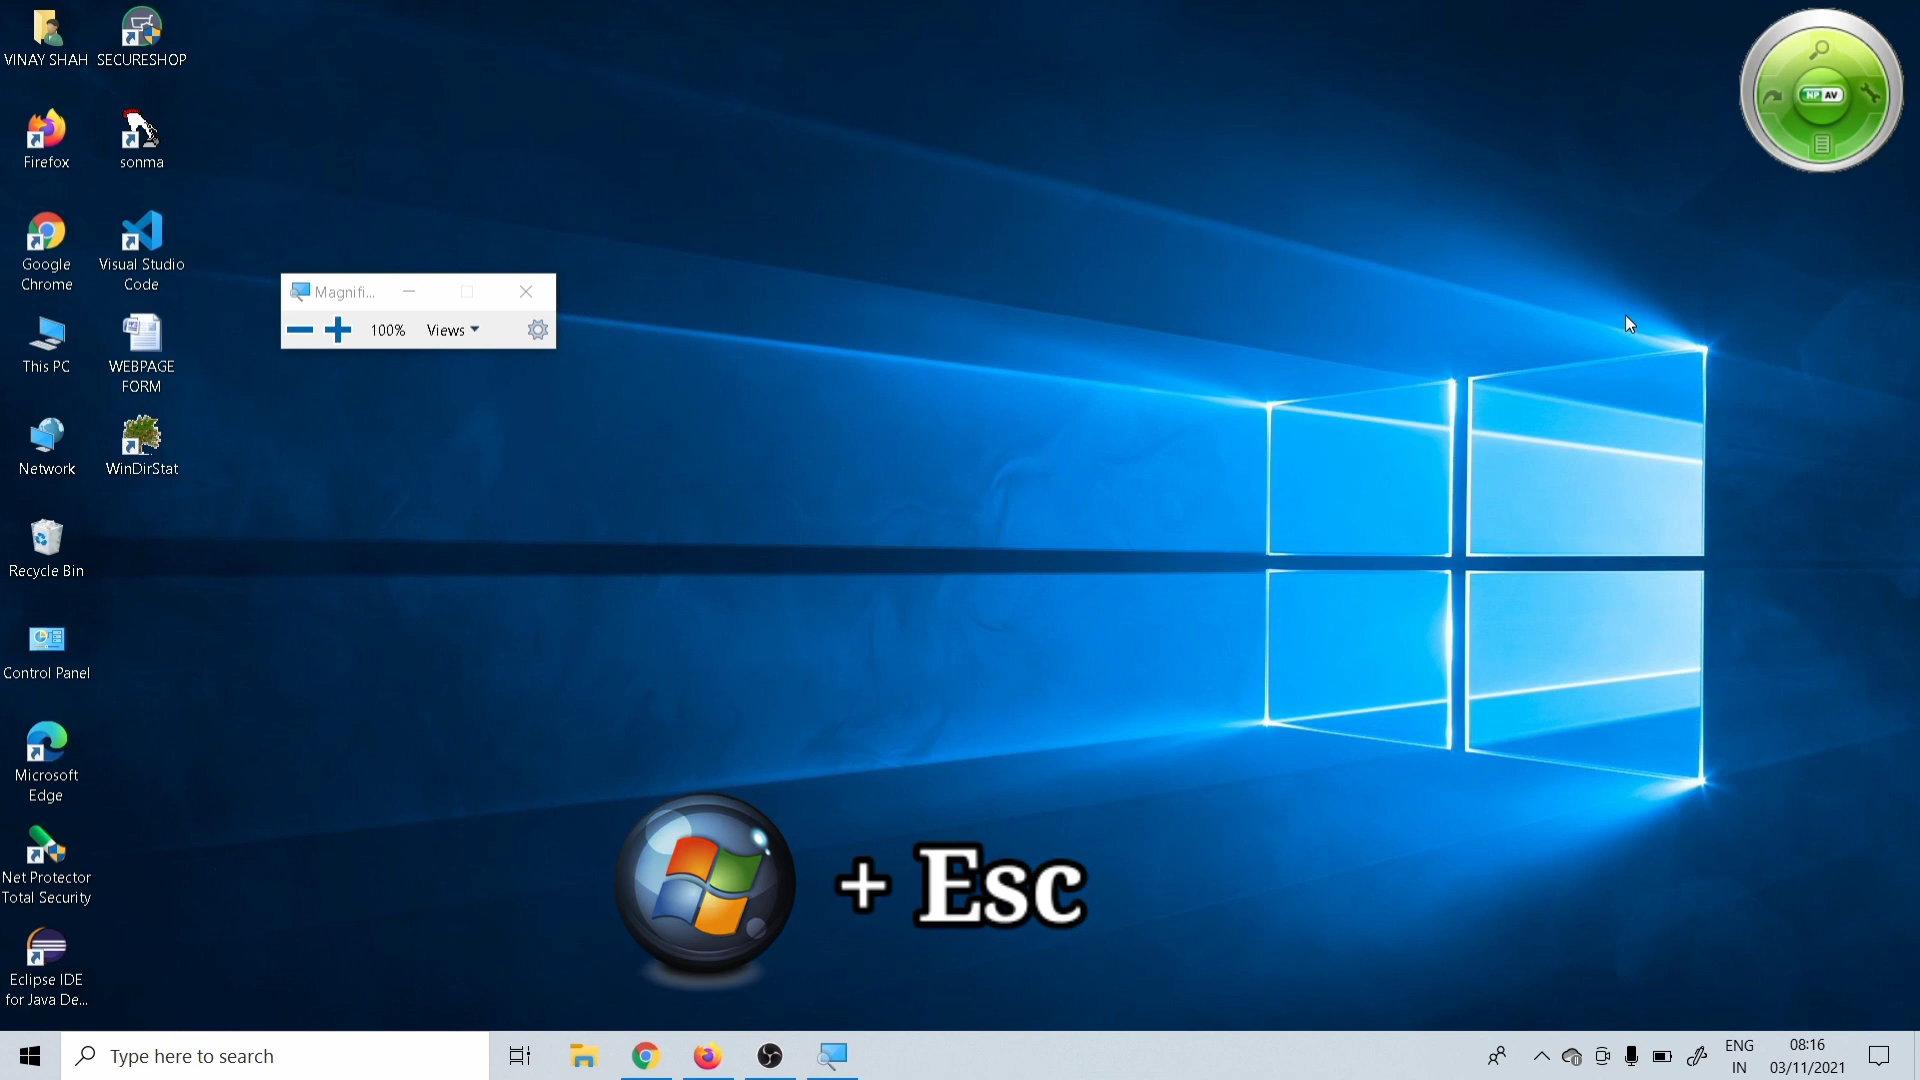 VINAY SHAH
SECURESHOP
Firefox
sonma
Google
Chrome
Visual Studio
Code
This PC
WEBPAGE
FORM
Network
WinDirStat
Recycle Bin
Control Panel
Microsoft
Edge
Net Protector
Total Security
Eclipse IDE
for Java De...
Magnifi...
100%
Views
NP AV
+ Esc
Type here to search
ENG
IN
08:16
03/11/2021